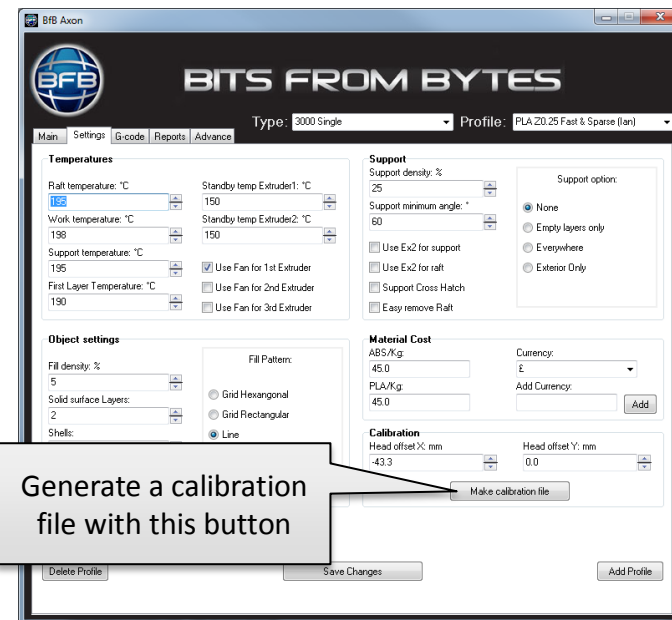 BfB Axon
BFB
BITS FROM BYTES
Type: 3000 Single
Profile: PLA Z0.25 Fast & Sparse (Ian)
Main Settings G-code Reports Advance
Temperatures
Raft temperature: °C
195
Work temperature: °C
198
Support temperature: °C
195
First Layer Temperature: °C
190
Standby temp Extruder1: °C
150
Standby temp Extruder2: °C
150
Use Fan for 1st Extruder
Use Fan for 2nd Extruder
Use Fan for 3rd Extruder
Support
Support density: %
25
Support minimum angle: °
60
Use Ex2 for support
Use Ex2 for raft
Support Cross Hatch
Easy remove Raft
Support option:
None
Empty layers only
Everywhere
Exterior Only
Object settings
Fill density: %
5
Solid surface Layers:
2
Shells:
Fill Pattern:
Grid Hexangonal
Grid Rectangular
Line
Material Cost
ABS/Kg:
45.0
PLA/Kg:
45.0
Currency:
£
Add Currency:
Add
Calibration
Head offset X: mm
-43.3
Head offset Y: mm
0.0
Make calibration file
Generate a calibration
file with this button
Delete Profile
Save Changes
Add Profile